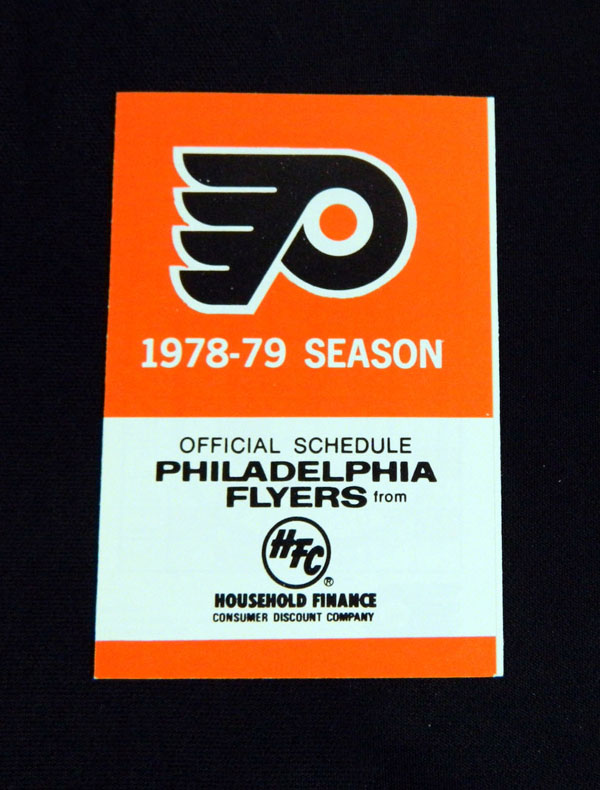 1978-79 SEASON
OFFICIAL SCHEDULE
PHILADELPHIA
FLYERS from
HFC
®
HOUSEHOLD FINANCE
CONSUMER DISCOUNT COMPANY